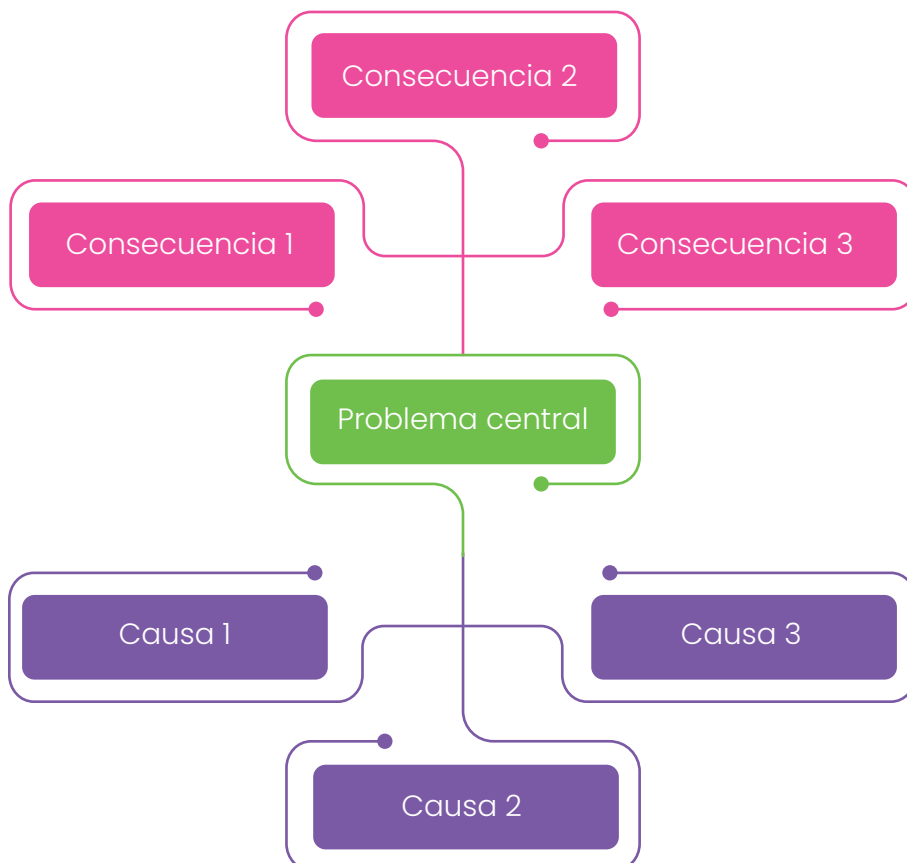 Consecuencia 2
Consecuencia 1
Consecuencia 3
Problema central
Causa 1
Causa 3
Causa 2